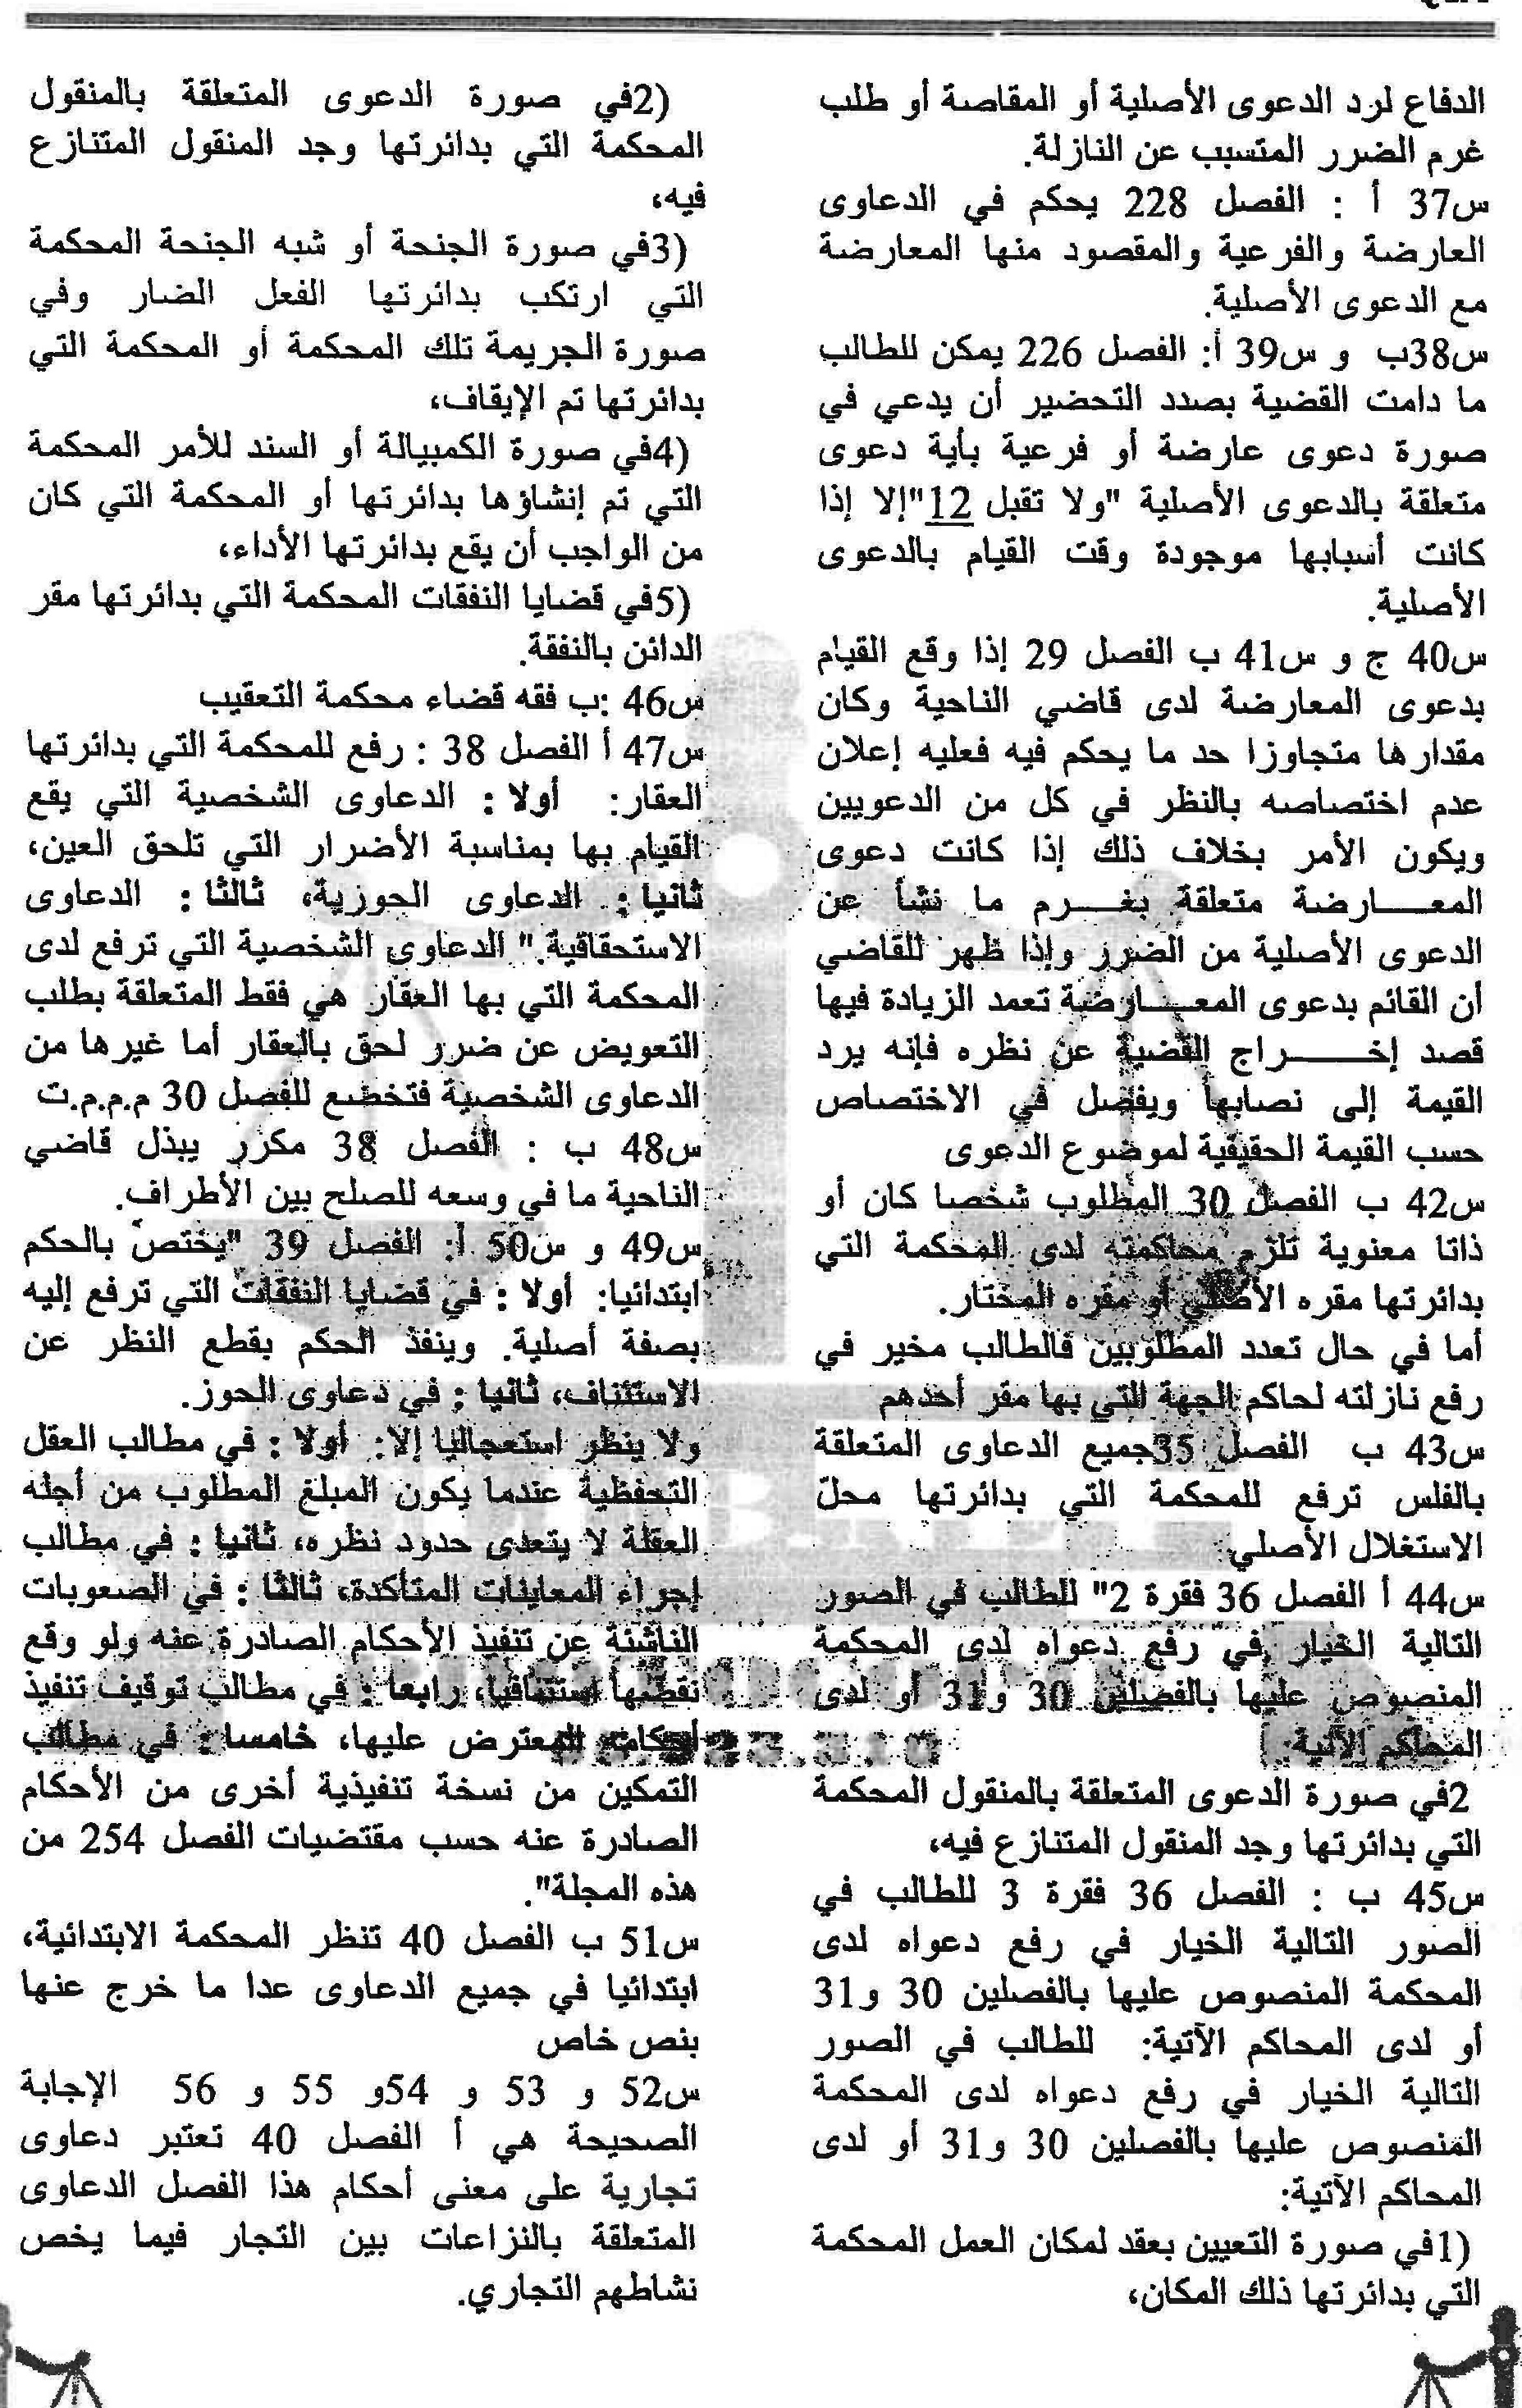 الدفاع لرد الدعوى الأصلية أو المقاصة أو طلب
غرم الضرر المتسبب عن النازلة.
س37 أ : الفصل 228 يحكم في الدعاوى
العارضة والفرعية والمقصود منها المعارضة
مع الدعوى الأصلية.
س38ب و س39 أ: الفصل 226 يمكن للطالب
ما دامت القضية بصدد التحضير أن يدعي في
صورة دعوى عارضة أو فرعية بأية دعوى
متعلقة بالدعوى الأصلية "ولا تقبل 12"إلا إذا
كانت أسبابها موجودة وقت القيام بالدعوى
الأصلية.
س40 ج و س41 ب الفصل 29 إذا وقع القيام
بدعوى المعارضة لدى قاضي الناحية وكان
مقدارها متجاوزا حد ما يحكم فيه فعليه إعلان
عدم اختصاصه بالنظر في كل من الدعويين
ويكون الأمر بخلاف ذلك إذا كانت دعوى
المعـــارضة متعلقة بغـــرم ما نشأ عن
الدعوى الأصلية من الضرر وإذا ظهر للقاضي
أن القائم بدعوى المعـــارضة تعمد الزيادة فيها
قصد إخـــــراج القضية عن نظره فإنه يرد
القيمة إلى نصابها ويفصل في الاختصاص
حسب القيمة الحقيقية لموضوع الدعوى
س42 ب الفصل 30 المطلوب شخصا كان أو
ذاتا معنوية تلزم محاكمته لدى المحكمة التي
بدائرتها مقره الأصلي أو مقره المختار.
أما في حال تعدد المطلوبين فالطالب مخير في
رفع نازلته لحاكم الجهة التي بها مقر أحدهم
س43 ب الفصل 35جميع الدعاوى المتعلقة
بالفلس ترفع للمحكمة التي بدائرتها محلّ
الاستغلال الأصلي
س44 أ الفصل 36 فقرة 2" للطالب في الصور
التالية الخيار في رفع دعواه لدى المحكمة
المنصوص عليها بالفصلين 30 و31 أو لدى
المحاكم الآتية:
2في صورة الدعوى المتعلقة بالمنقول المحكمة
التي بدائرتها وجد المنقول المتنازع فيه،
س45 ب : الفصل 36 فقرة 3 للطالب في
الصور التالية الخيار في رفع دعواه لدى
المحكمة المنصوص عليها بالفصلين 30 و31
أو لدى المحاكم الآتية: للطالب في الصور
التالية الخيار في رفع دعواه لدى المحكمة
المنصوص عليها بالفصلين 30 و31 أو لدى
المحاكم الآتية:
(1في صورة التعيين بعقد لمكان العمل المحكمة
التي بدائرتها ذلك المكان،
(2في صورة الدعوى المتعلقة بالمنقول
المحكمة التي بدائرتها وجد المنقول المتنازع
فيه،
(3في صورة الجنحة أو شبه الجنحة المحكمة
التي ارتكب بدائرتها الفعل الضار وفي
صورة الجريمة تلك المحكمة أو المحكمة التي
بدائرتها تم الإيقاف،
(4في صورة الكمبيالة أو السند للأمر المحكمة
التي تم إنشاؤها بدائرتها أو المحكمة التي كان
من الواجب أن يقع بدائرتها الأداء،
(5في قضايا النفقات المحكمة التي بدائرتها مقر
الدائن بالنفقة.
س46 :ب فقه قضاء محكمة التعقيب
س47 أ الفصل 38 : رفع للمحكمة التي بدائرتها
العقار: أولا : الدعاوى الشخصية التي يقع
القيام بها بمناسبة الأضرار التي تلحق العين،
ثانيا : الدعاوى الحوزية، ثالثا : الدعاوى
الاستحقاقية." الدعاوى الشخصية التي ترفع لدى
المحكمة التي بها العقار هي فقط المتعلقة بطلب
التعويض عن ضرر لحق بالعقار أما غيرها من
الدعاوى الشخصية فتخضع للفصل 30 م.م.م.ت
س48 ب : الفصل 38 مكرر يبذل قاضي
الناحية ما في وسعه للصلح بين الأطراف.
س49 و س50 أ: الفصل 39 "يختصّ بالحكم
ابتدائيا: أولا : في قضايا النفقات التي ترفع إليه
بصفة أصلية. وينفذ الحكم بقطع النظر عن
الاستئناف، ثانيا : في دعاوى الحوز.
ولا ينظر استعجاليا إلا: أولا : في مطالب العقل
التحفظية عندما يكون المبلغ المطلوب من أجله
العقلة لا يتعدى حدود نظره، ثانيا : في مطالب
إجراء المعاينات المتأكدة، ثالثا : في الصعوبات
الناشئة عن تنفيذ الأحكام الصادرة عنه ولو وقع
نقضها استئنافيا، رابعا : في مطالب توقيف تنفيذ
أحكامه المعترض عليها، خامسا : في مطالب
التمكين من نسخة تنفيذية أخرى من الأحكام
الصادرة عنه حسب مقتضيات الفصل 254 من
هذه المجلة".
س51 ب الفصل 40 تنظر المحكمة الابتدائية،
ابتدائيا في جميع الدعاوى عدا ما خرج عنها
بنص خاص
س52 و 53 و 54و 55 و 56 الإجابة
الصحيحة هي أ الفصل 40 تعتبر دعاوى
تجارية على معنى أحكام هذا الفصل الدعاوى
المتعلقة بالنزاعات بين التجار فيما يخص
نشاطهم التجاري.